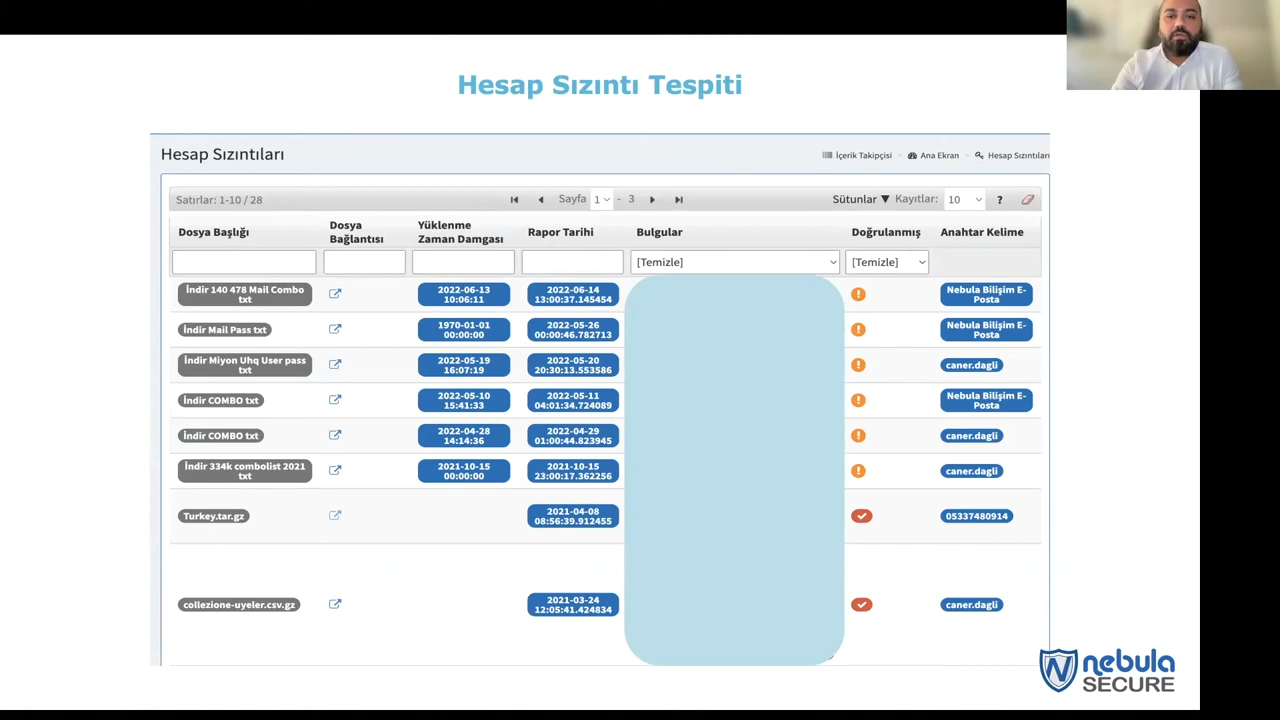 Hesap Sızıntı Tespiti
Hesap Sızıntıları
İçerik Takipçisi
Ana Ekran
Hesap Sızıntıları
Satırlar: 1-10 / 28
Sayfa 1 - 3
Sütunlar ▼ Kayıtlar: 10 ?
Dosya Başlığı
Dosya
Bağlantısı
Yüklenme
Zaman Damgası
Rapor Tarihi
Bulgular
Doğrulanmış
Anahtar Kelime
[Temizle]
[Temizle]
İndir 140 478 Mail Combo
txt
2022-06-13
10:06:11
2022-06-14
13:00:37.145454
Nebula Bilişim E-
Posta
İndir Mail Pass txt
1970-01-01
00:00:00
2022-05-26
00:00:46.782713
Nebula Bilişim E-
Posta
İndir Miyon Uhq User pass
txt
2022-05-19
16:07:19
2022-05-20
20:30:13.553586
caner.dagli
İndir COMBO txt
2022-05-10
15:41:33
2022-05-11
04:01:34.724089
Nebula Bilişim E-
Posta
İndir COMBO txt
2022-04-28
14:14:36
2022-04-29
01:00:44.823945
caner.dagli
İndir 334k combolist 2021
txt
2021-10-15
00:00:00
2021-10-15
23:00:17.362256
caner.dagli
Turkey.tar.gz
2021-04-08
08:56:39.912455
05337480914
collezione-uyeler.csv.gz
2021-03-24
12:05:41.424834
caner.dagli
nebula
SECURE